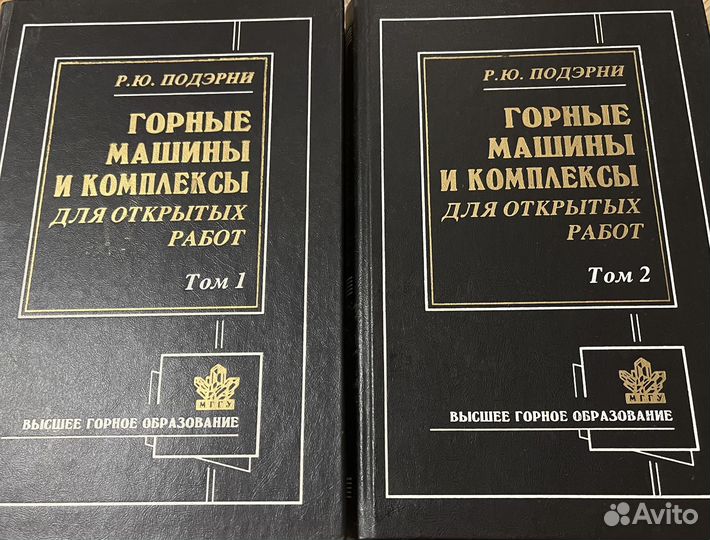 Р.Ю. ПОДЭРНИ
ГОРНЫЕ
МАШИНЫ
И КОМПЛЕКСЫ
ДЛЯ ОТКРЫТЫХ
РАБОТ
Том 1
МГГУ
ВЫСШЕЕ ГОРНОЕ ОБРАЗОВАНИЕ
Р.Ю. ПОДЭРНИ
ГОРНЫЕ
МАШИНЫ
И КОМПЛЕКСЫ
ДЛЯ ОТКРЫТЫХ
РАБОТ
Том 2
МГГУ
ВЫСШЕЕ ГОРНОЕ ОБРАЗОВАНИЕ
Avito